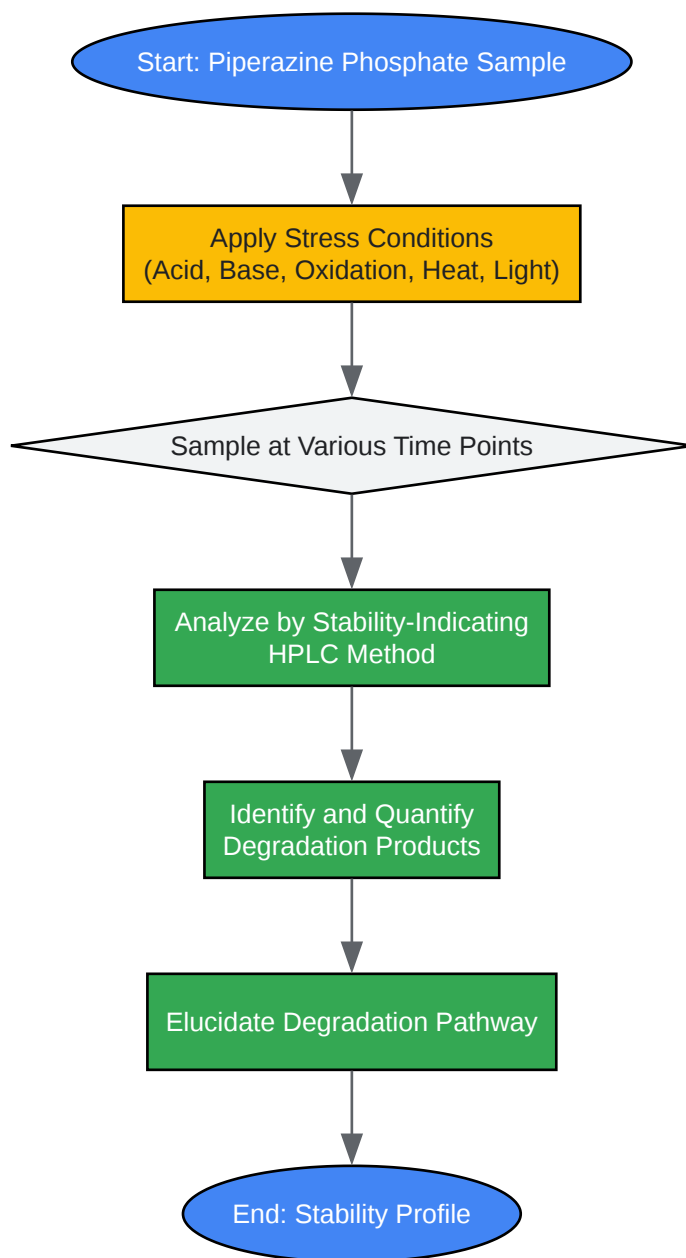 Start: Piperazine Phosphate Sample
Apply Stress Conditions
(Acid, Base, Oxidation, Heat, Light)
Sample at Various Time Points
Analyze by Stability-Indicating
HPLC Method
Identify and Quantify
Degradation Products
Elucidate Degradation Pathway
End: Stability Profile